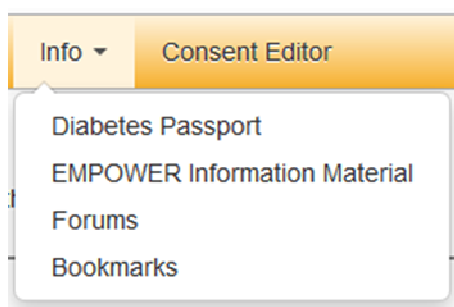 Info Consent Editor
Diabetes Passport
EMPOWER Information Material
Forums
Bookmarks